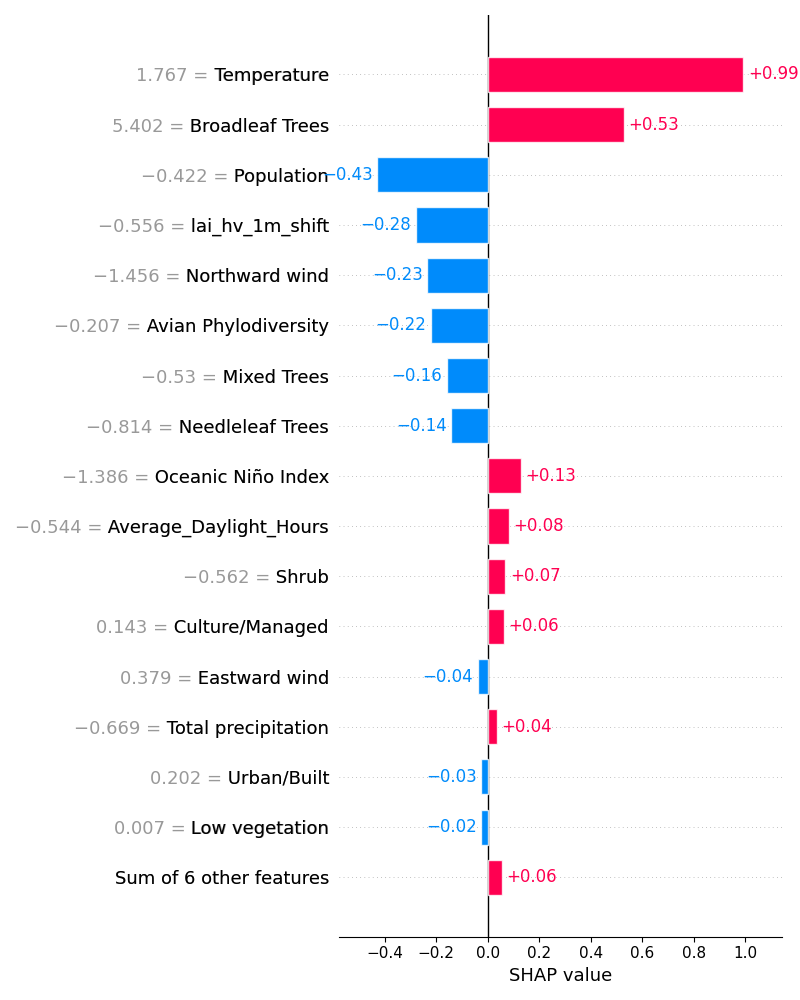 1.767 = Temperature +0.99
5.402 = Broadleaf Trees +0.53
−0.422 = Population −0.43
−0.556 = lai_hv_1m_shift −0.28
−1.456 = Northward wind −0.23
−0.207 = Avian Phylodiversity −0.22
−0.53 = Mixed Trees −0.16
−0.814 = Needleleaf Trees −0.14
−1.386 = Oceanic Niño Index +0.13
−0.544 = Average_Daylight_Hours +0.08
−0.562 = Shrub +0.07
0.143 = Culture/Managed +0.06
0.379 = Eastward wind −0.04
−0.669 = Total precipitation +0.04
0.202 = Urban/Built −0.03
0.007 = Low vegetation −0.02
Sum of 6 other features +0.06
−0.4 −0.2 0.0 0.2 0.4 0.6 0.8 1.0
SHAP value